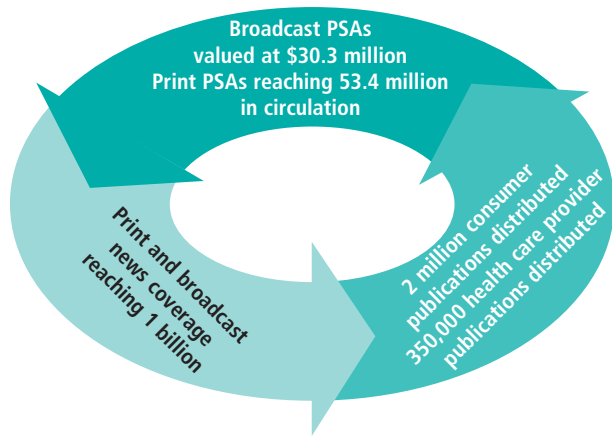 Broadcast PSAs
valued at $30.3 million
Print PSAs reaching 53.4 million
in circulation
Print and broadcast
news coverage
reaching 1 billion
2 million consumer
publications distributed
350,000 health care provider
publications distributed